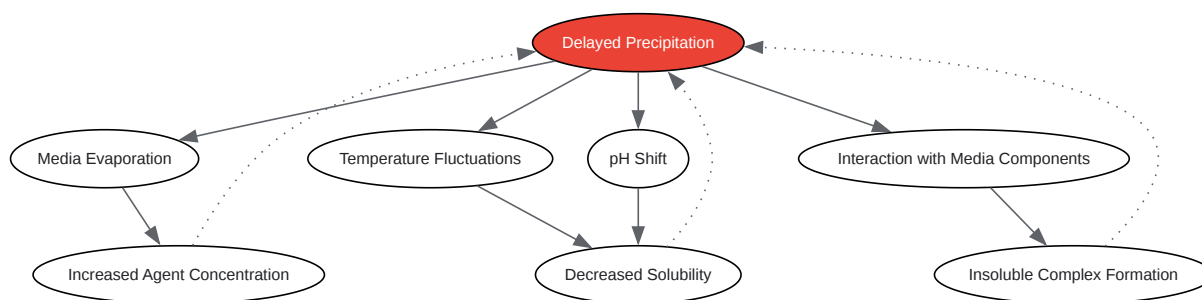 Delayed Precipitation
Media Evaporation
Temperature Fluctuations
pH Shift
Interaction with Media Components
Increased Agent Concentration
Decreased Solubility
Insoluble Complex Formation